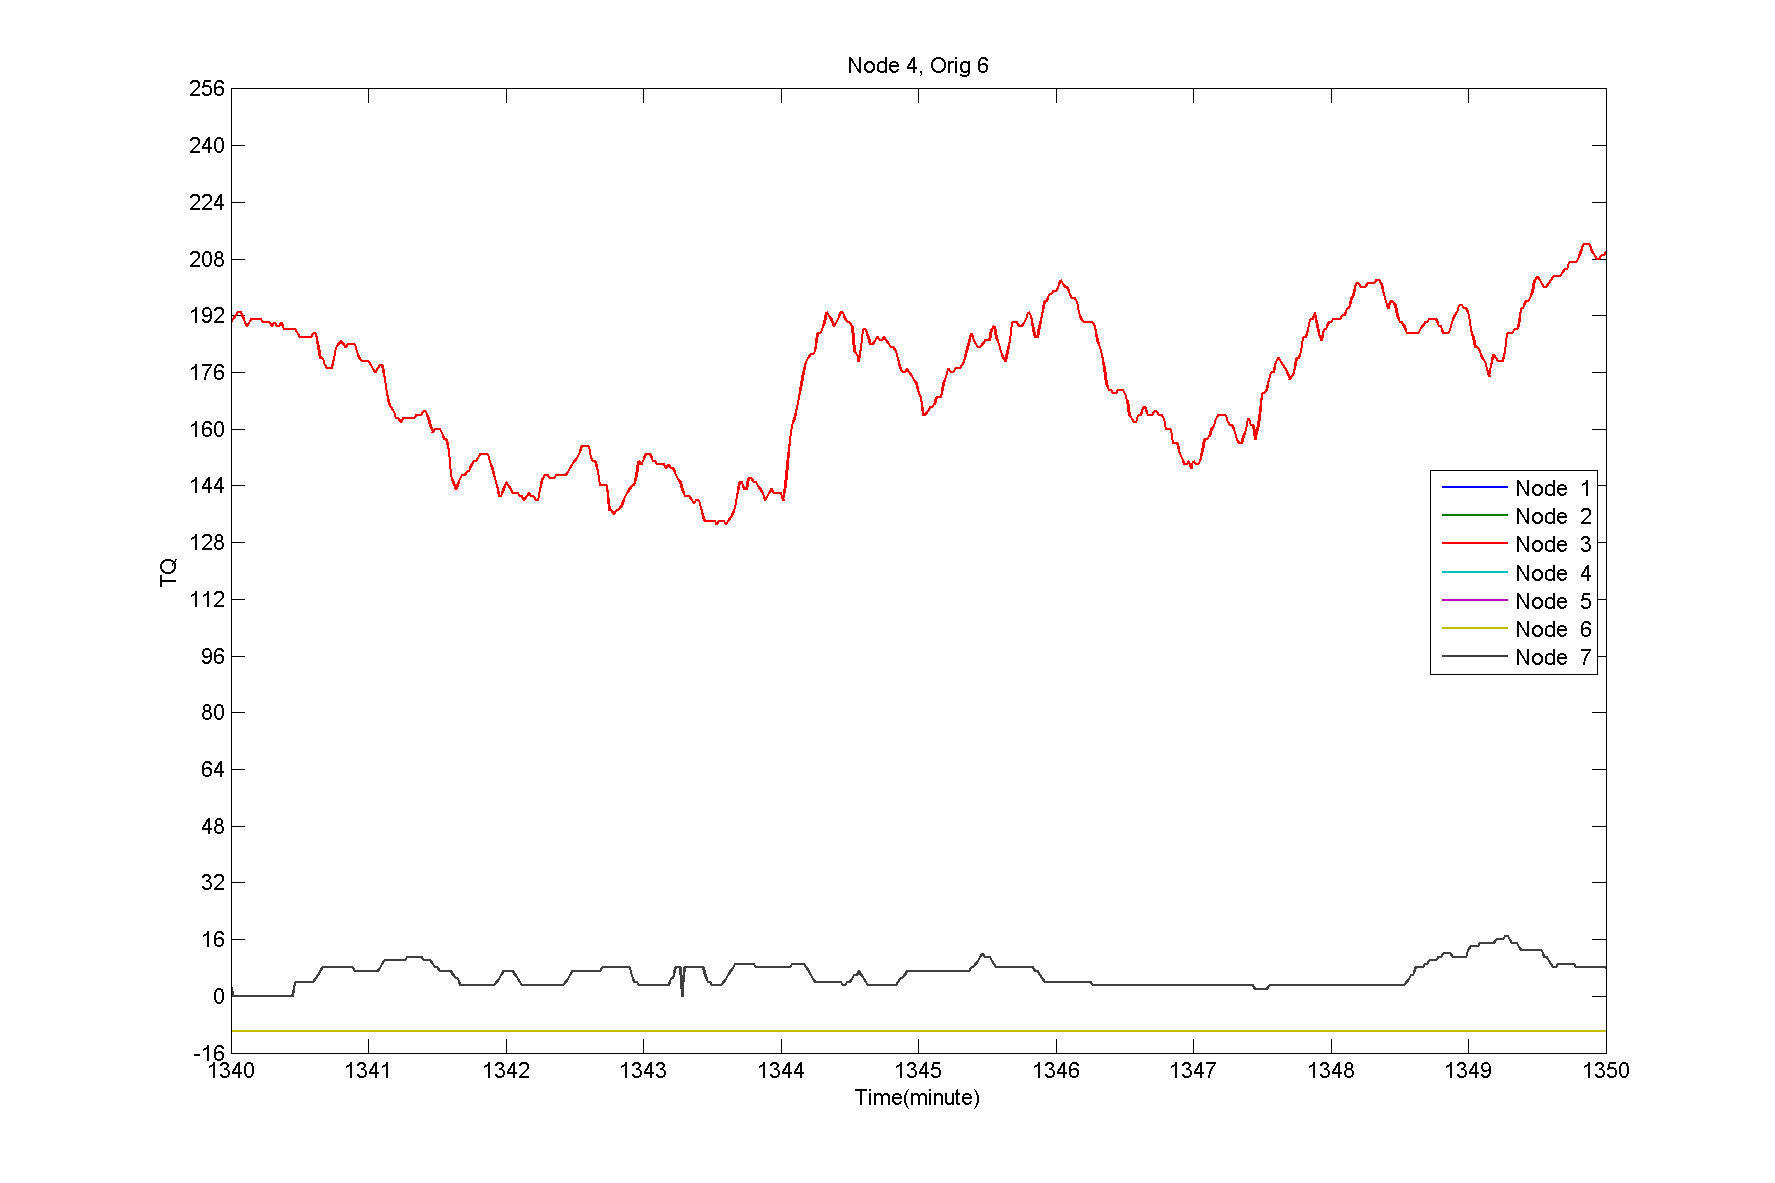 Node 4, Orig 6
256
240
224
208
192
176
160
144
128
112
96
80
64
48
32
16
0
-16
TQ
Node 1
Node 2
Node 3
Node 4
Node 5
Node 6
Node 7
1340 1341 1342 1343 1344 1345 1346 1347 1348 1349 1350
Time(minute)